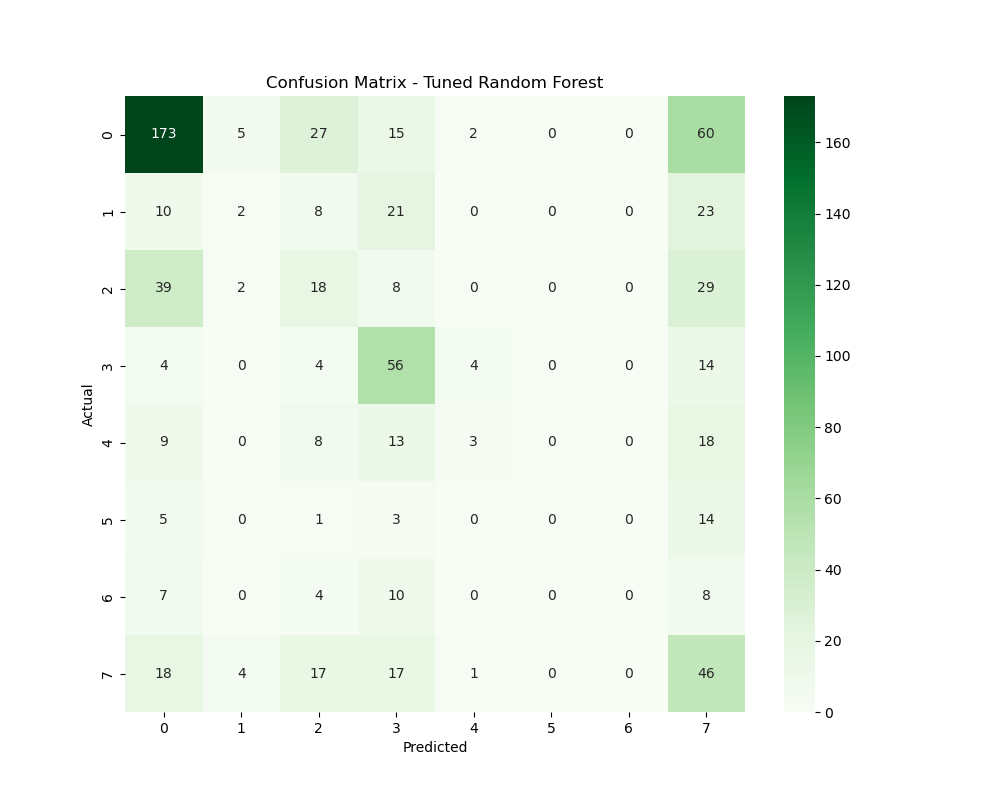 Confusion Matrix - Tuned Random Forest
0 173 5 27 15 2 0 0 60
1 10 2 8 21 0 0 0 23
2 39 2 18 8 0 0 0 29
3 4 0 4 56 4 0 0 14
4 9 0 8 13 3 0 0 18
5 5 0 1 3 0 0 0 14
6 7 0 4 10 0 0 0 8
7 18 4 17 17 1 0 0 46
0 1 2 3 4 5 6 7
Predicted
Actual
160
140
120
100
80
60
40
20
0